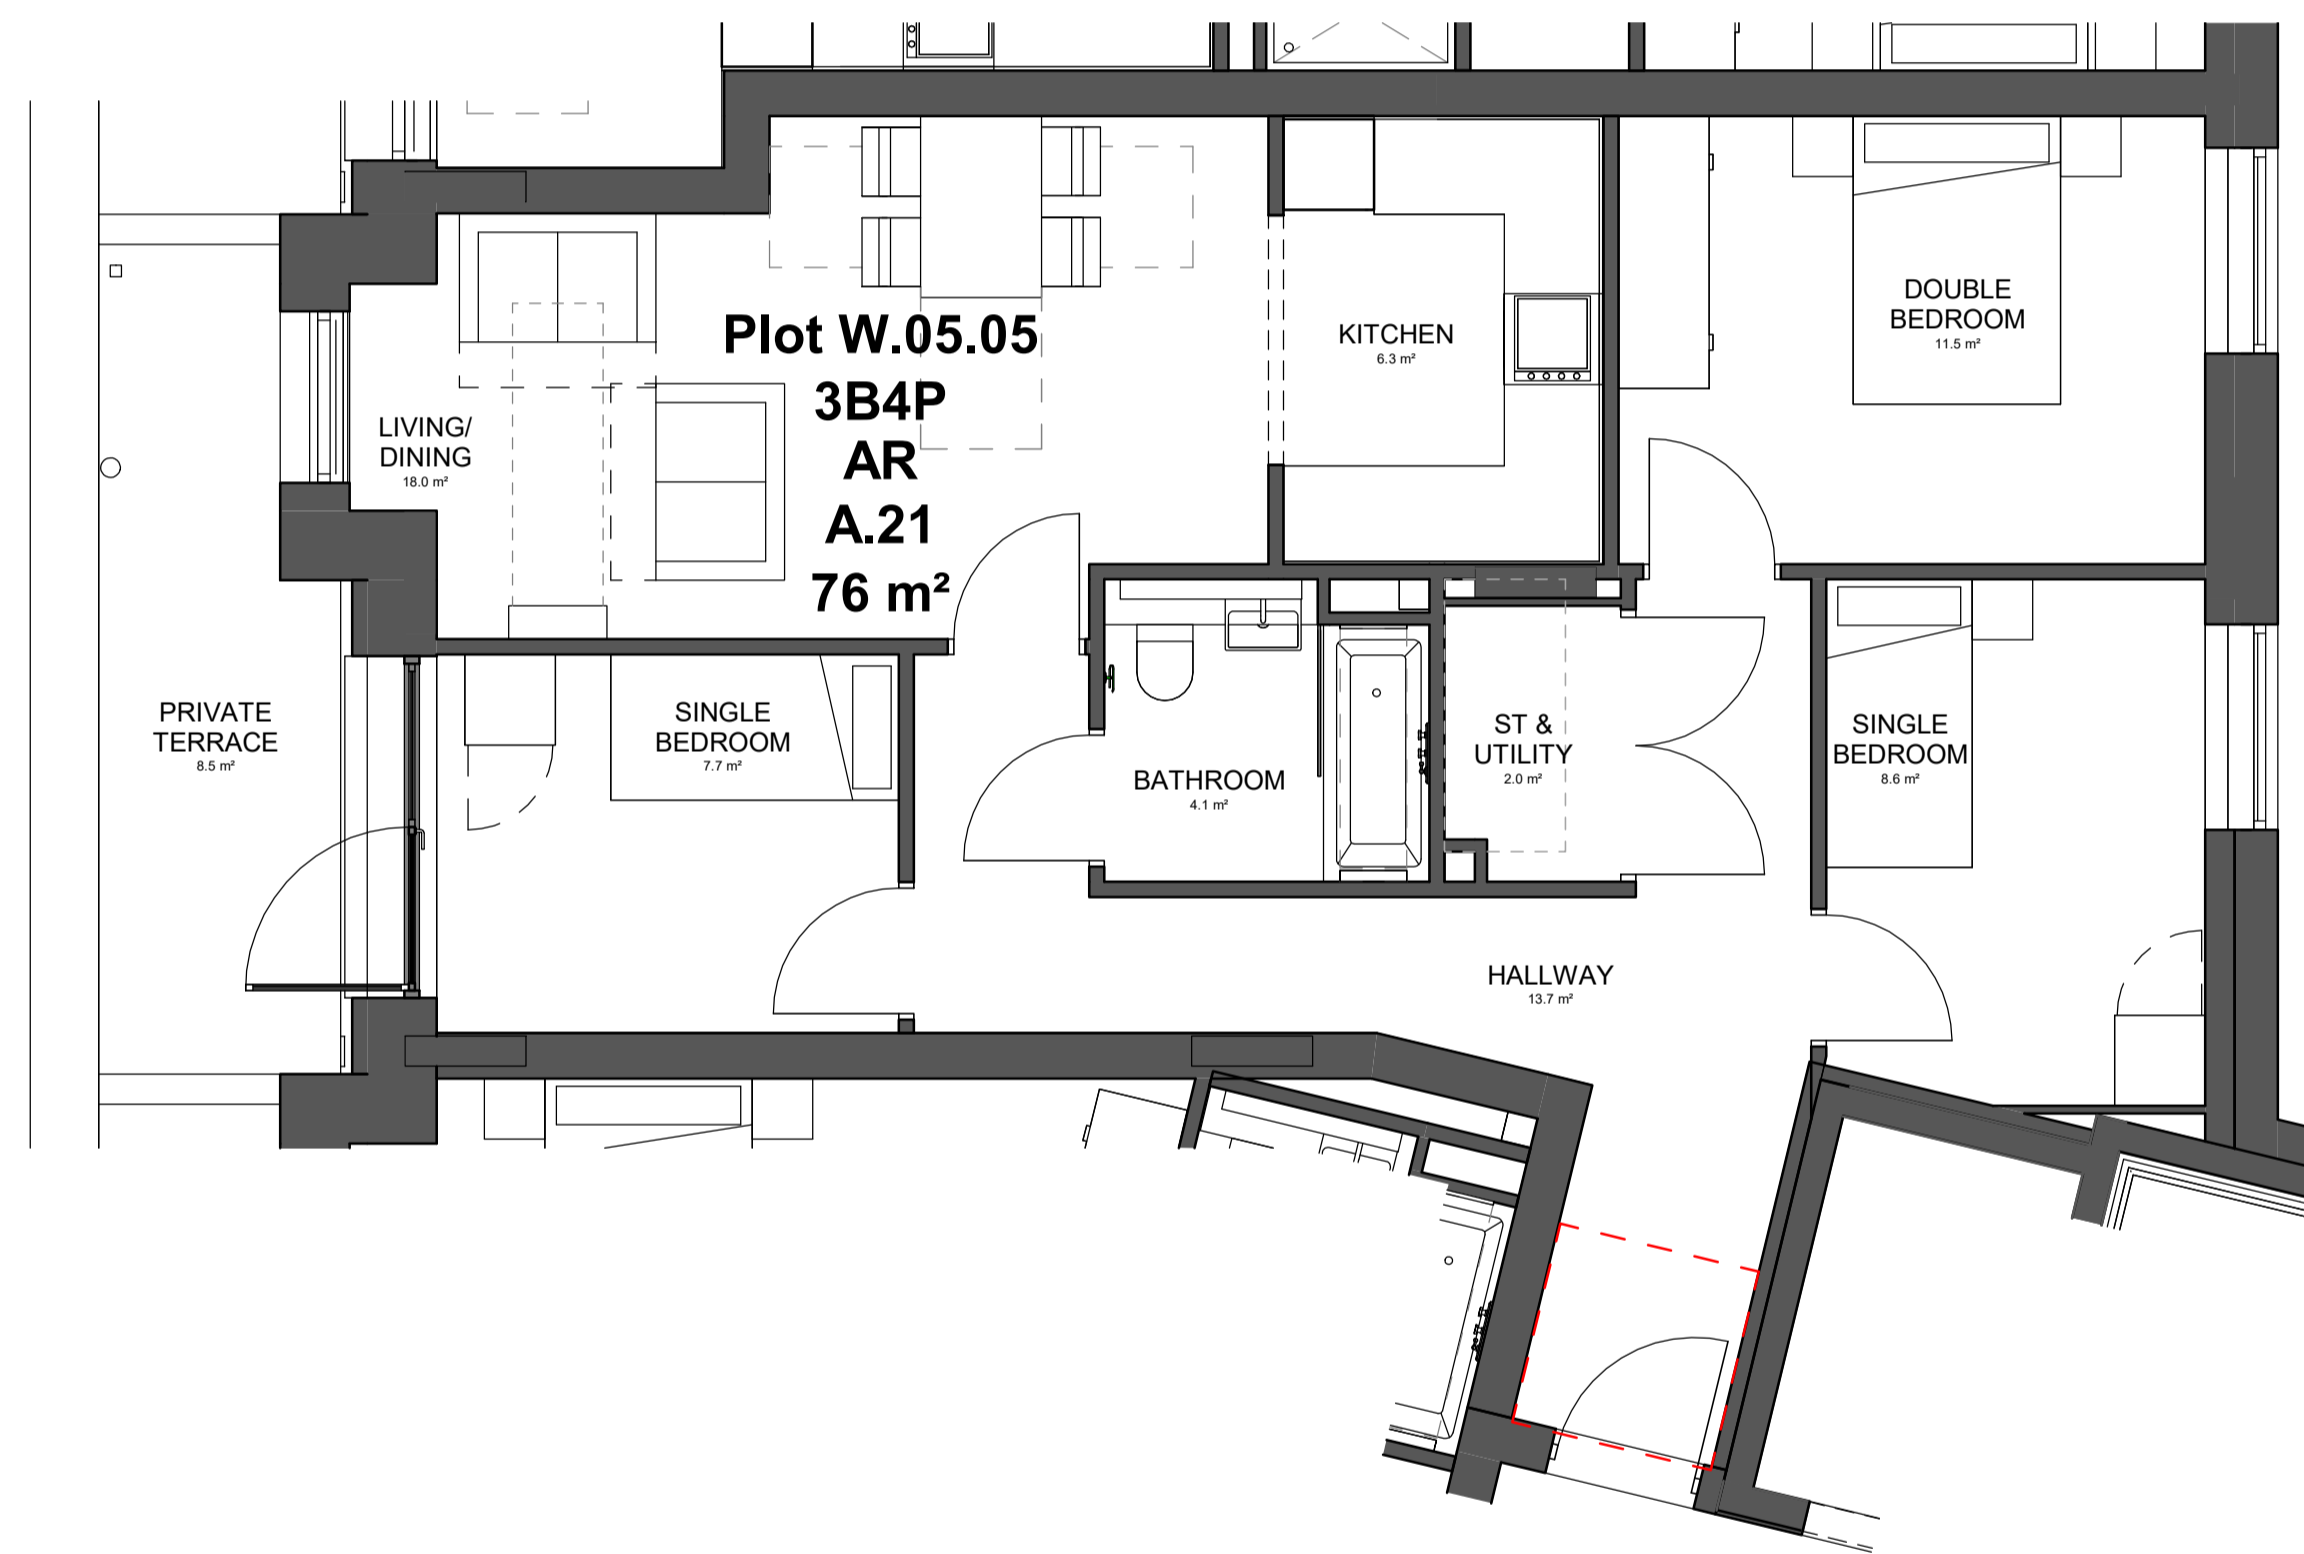 Plot W.05.05
3B4P
AR
A.21
76 m²
LIVING/
DINING
18.0 m²
KITCHEN
6.3 m²
DOUBLE
BEDROOM
11.5 m²
PRIVATE
TERRACE
8.5 m²
SINGLE
BEDROOM
7.7 m²
BATHROOM
4.1 m²
ST &
UTILITY
2.0 m²
SINGLE
BEDROOM
8.6 m²
HALLWAY
13.7 m²